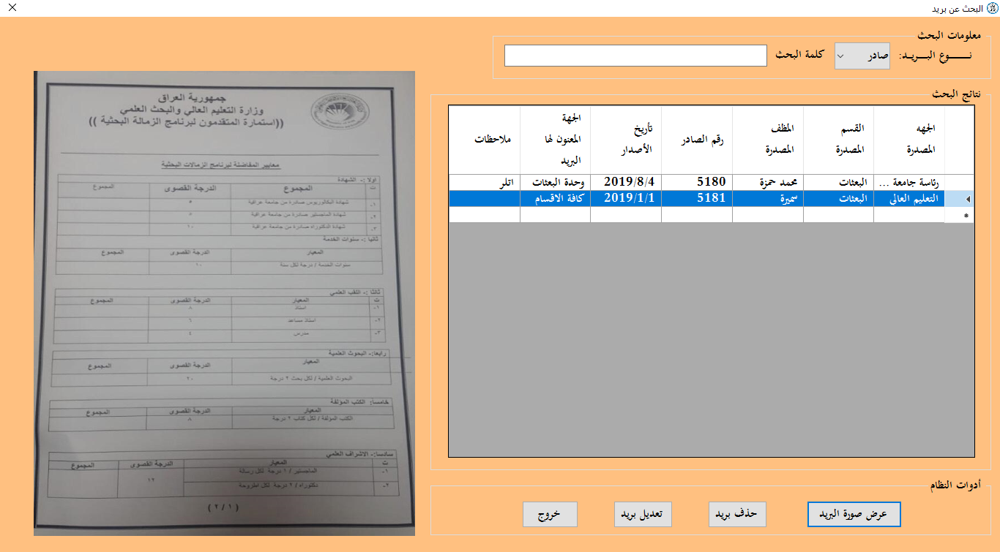 البحث عن بريد
معلومات البحث
نـــــوع البـــريـــد:
صادر
كلمة البحث
نتائج البحث
الجهه المصدرة
القسم المصدرة
المظف المصدرة
رقم الصادر
تأريخ الأصدار
الجهة المعنون لها البريد
ملاحظات
رئاسة جامعة ... البعثات محمد حمزة 5180 2019/8/4 وحدة البعثات اتلر
التعليم العالي البعثات سميرة 5181 2019/1/1 كافة الاقسام
أدوات النظام
عرض صورة البريد
حذف بريد
تعديل بريد
خروج
جمهورية العراق
وزارة التعليم العالي والبحث العلمي
((استمارة المتقدمون لبرنامج الزمالة البحثية ))
معايير المفاضلة لبرنامج الزمالات البحثية
اولا :- الشهادة
ت المجموع الدرجة القصوى المجموع
١- شهادة البكالوريوس صادرة من جامعة عراقية ٥
٢- شهادة الماجستير صادرة من جامعة عراقية ٥
٣- شهادة الدكتوراه صادرة من جامعة عراقية ١٠
ثانيا :- سنوات الخدمة
المعيار الدرجة القصوى المجموع
سنوات الخدمة / درجة لكل سنة ١٠
ثالثا :- اللقب العلمي
ت المعيار الدرجة القصوى المجموع
١- استاذ ٨
٢- استاذ مساعد ٦
٣- مدرس ٤
رابعا:- البحوث العلمية
المعيار الدرجة القصوى المجموع
البحوث العلمية / لكل بحث ٢ درجة ٢٠
خامسا: الكتب المؤلفة
المعيار الدرجة القصوى المجموع
الكتب المؤلفة / لكل كتاب ٢ درجة ٨
سادسا:- الاشراف العلمي
ت المعيار الدرجة القصوى المجموع
١- الماجستير / ١ درجة لكل رسالة ١٢
٢- دكتوراه / ٢ درجة لكل اطروحة
( ٢ / ١ )